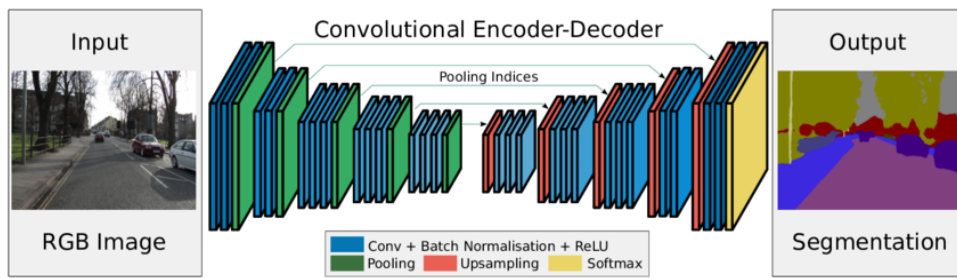 Input
RGB Image
Convolutional Encoder-Decoder
Pooling Indices
Conv + Batch Normalisation + ReLU
Pooling Upsampling Softmax
Output
Segmentation